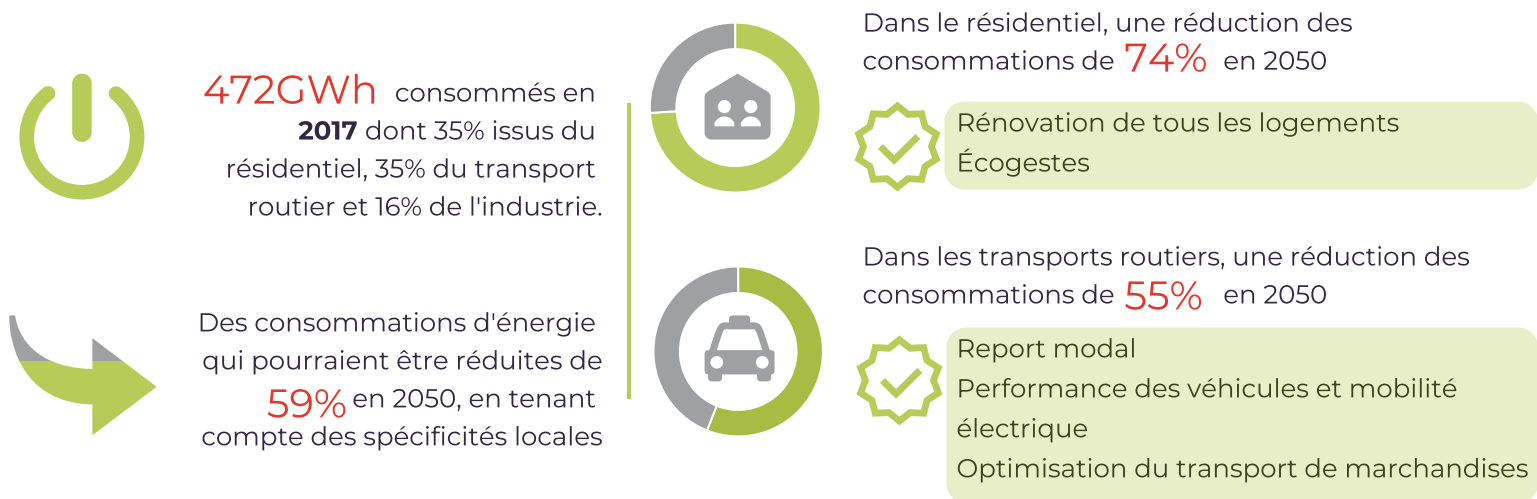 472GWh consommés en
2017 dont 35% issus du
résidentiel, 35% du transport
routier et 16% de l'industrie.
Des consommations d'énergie
qui pourraient être réduites de
59% en 2050, en tenant
compte des spécificités locales
Dans le résidentiel, une réduction des
consommations de 74% en 2050
Rénovation de tous les logements
Écogestes
Dans les transports routiers, une réduction des
consommations de 55% en 2050
Report modal
Performance des véhicules et mobilité
électrique
Optimisation du transport de marchandises